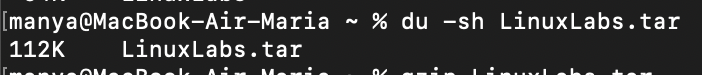 [manya@MacBook-Air-Maria ~ % du -sh LinuxLabs.tar
112K    LinuxLabs.tar